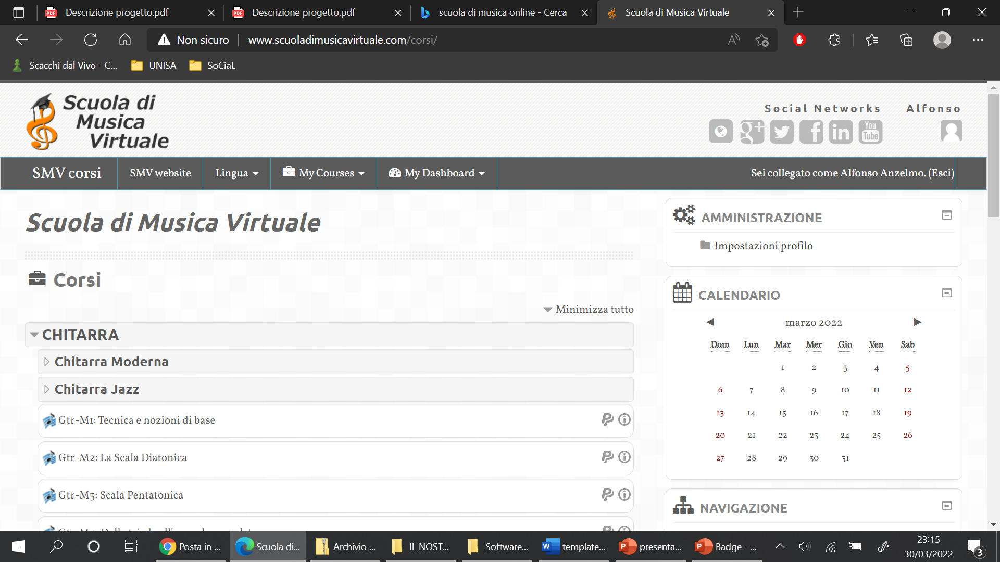 Descrizione progetto.pdf
Descrizione progetto.pdf
scuola di musica online - Cerca
Scuola di Musica Virtuale
Non sicuro
www.scuoladimusicavirtuale.com/corsi/
Scacchi dal Vivo - C...
UNISA
SoCiaL
Scuola di
Musica
Virtuale
Social Networks
Alfonso
g+
You
Tube
SMV corsi
SMV website
Lingua
My Courses
My Dashboard
Sei collegato come Alfonso Anzelmo. (Esci)
Scuola di Musica Virtuale
Corsi
Minimizza tutto
CHITARRA
Chitarra Moderna
Chitarra Jazz
Gtr-M1: Tecnica e nozioni di base
Gtr-M2: La Scala Diatonica
Gtr-M3: Scala Pentatonica
AMMINISTRAZIONE
Impostazioni profilo
CALENDARIO
marzo 2022
Dom Lun Mar Mer Gio Ven Sab
1 2 3 4 5
6 7 8 9 10 11 12
13 14 15 16 17 18 19
20 21 22 23 24 25 26
27 28 29 30 31
NAVIGAZIONE
Posta in ...
Scuola di...
Archivio ...
IL NOST...
Software...
template...
presenta...
Badge - ...
23:15
30/03/2022
3